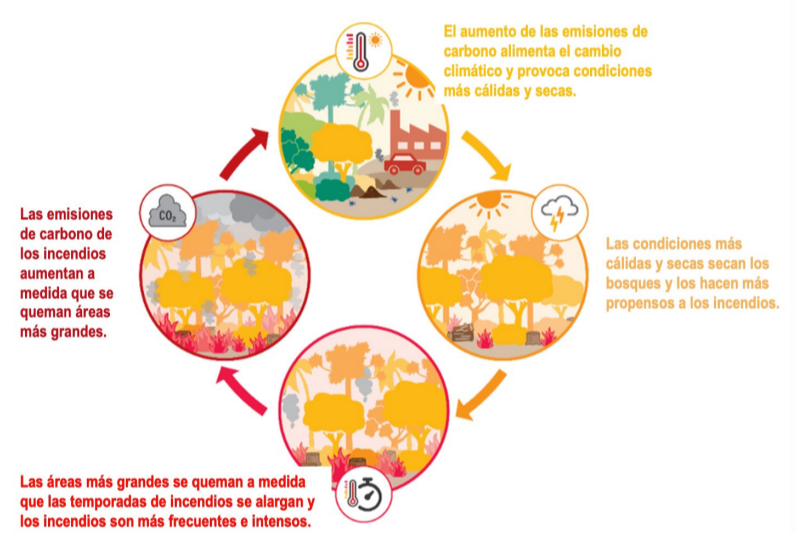 El aumento de las emisiones de
carbono alimenta el cambio
climático y provoca condiciones
más cálidas y secas.
Las condiciones más
cálidas y secas secan los
bosques y los hacen más
propensos a los incendios.
Las áreas más grandes se queman a medida
que las temporadas de incendios se alargan y
los incendios son más frecuentes e intensos.
Las emisiones
de carbono de
los incendios
aumentan a
medida que se
queman áreas
más grandes.
CO₂